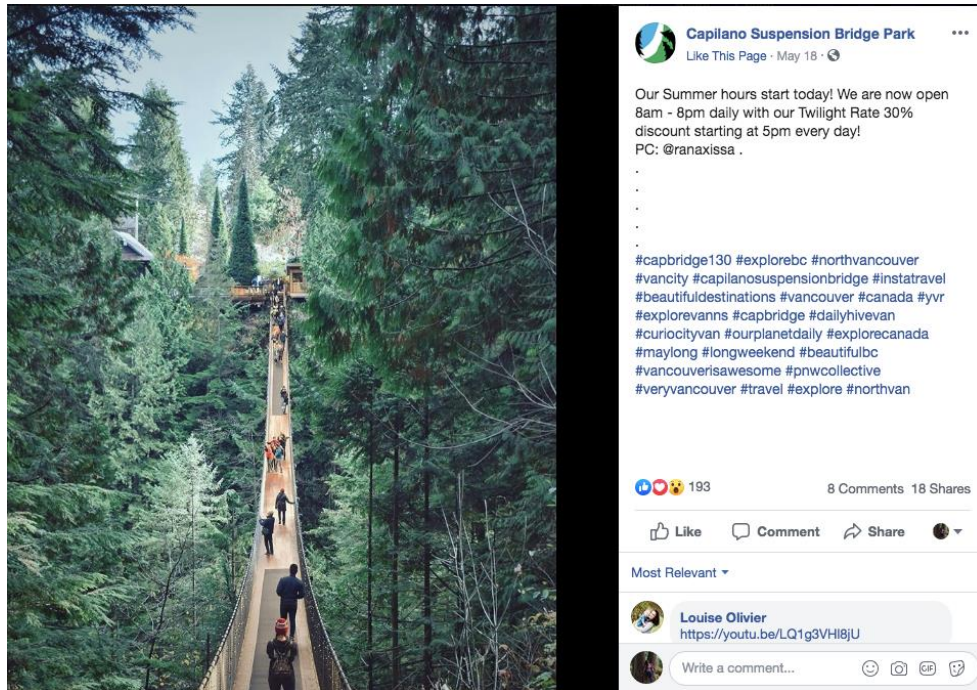 Capilano Suspension Bridge Park
Like This Page · May 18 ·
Our Summer hours start today! We are now open
8am - 8pm daily with our Twilight Rate 30%
discount starting at 5pm every day!
PC: @ranaxissa .
.
.
.
.
.
#capbridge130 #explorebc #northvancouver
#vancity #capilanosuspensionbridge #instatravel
#beautifuldestinations #vancouver #canada #yvr
#explorevanns #capbridge #dailyhivevan
#curiocityvan #ourplanetdaily #explorecanada
#maylong #longweekend #beautifulbc
#vancouverisawesome #pnwcollective
#veryvancouver #travel #explore #northvan
193
8 Comments 18 Shares
Like Comment Share
Most Relevant
Louise Olivier
https://youtu.be/LQ1g3VHI8jU
Write a comment...
GIF